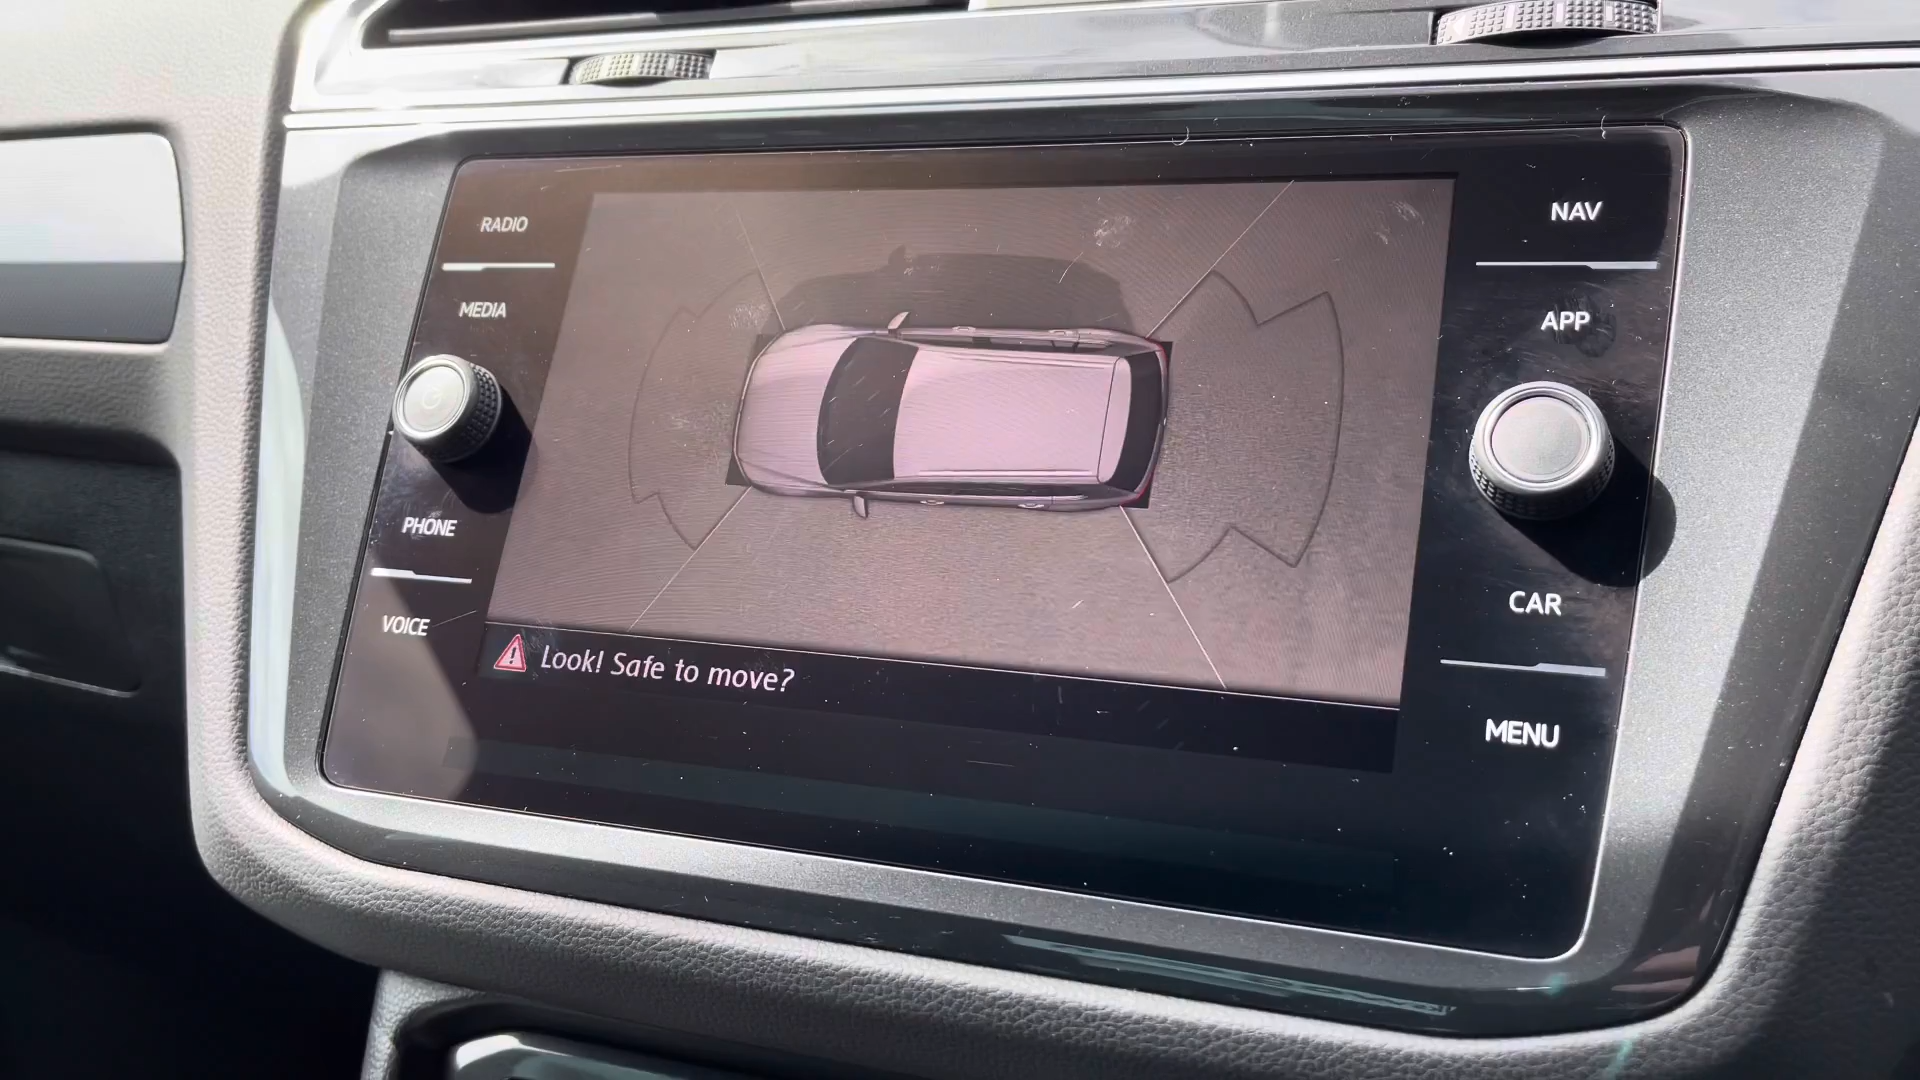 RADIO
MEDIA
PHONE
VOICE
Look! Safe to move?
NAV
APP
CAR
MENU